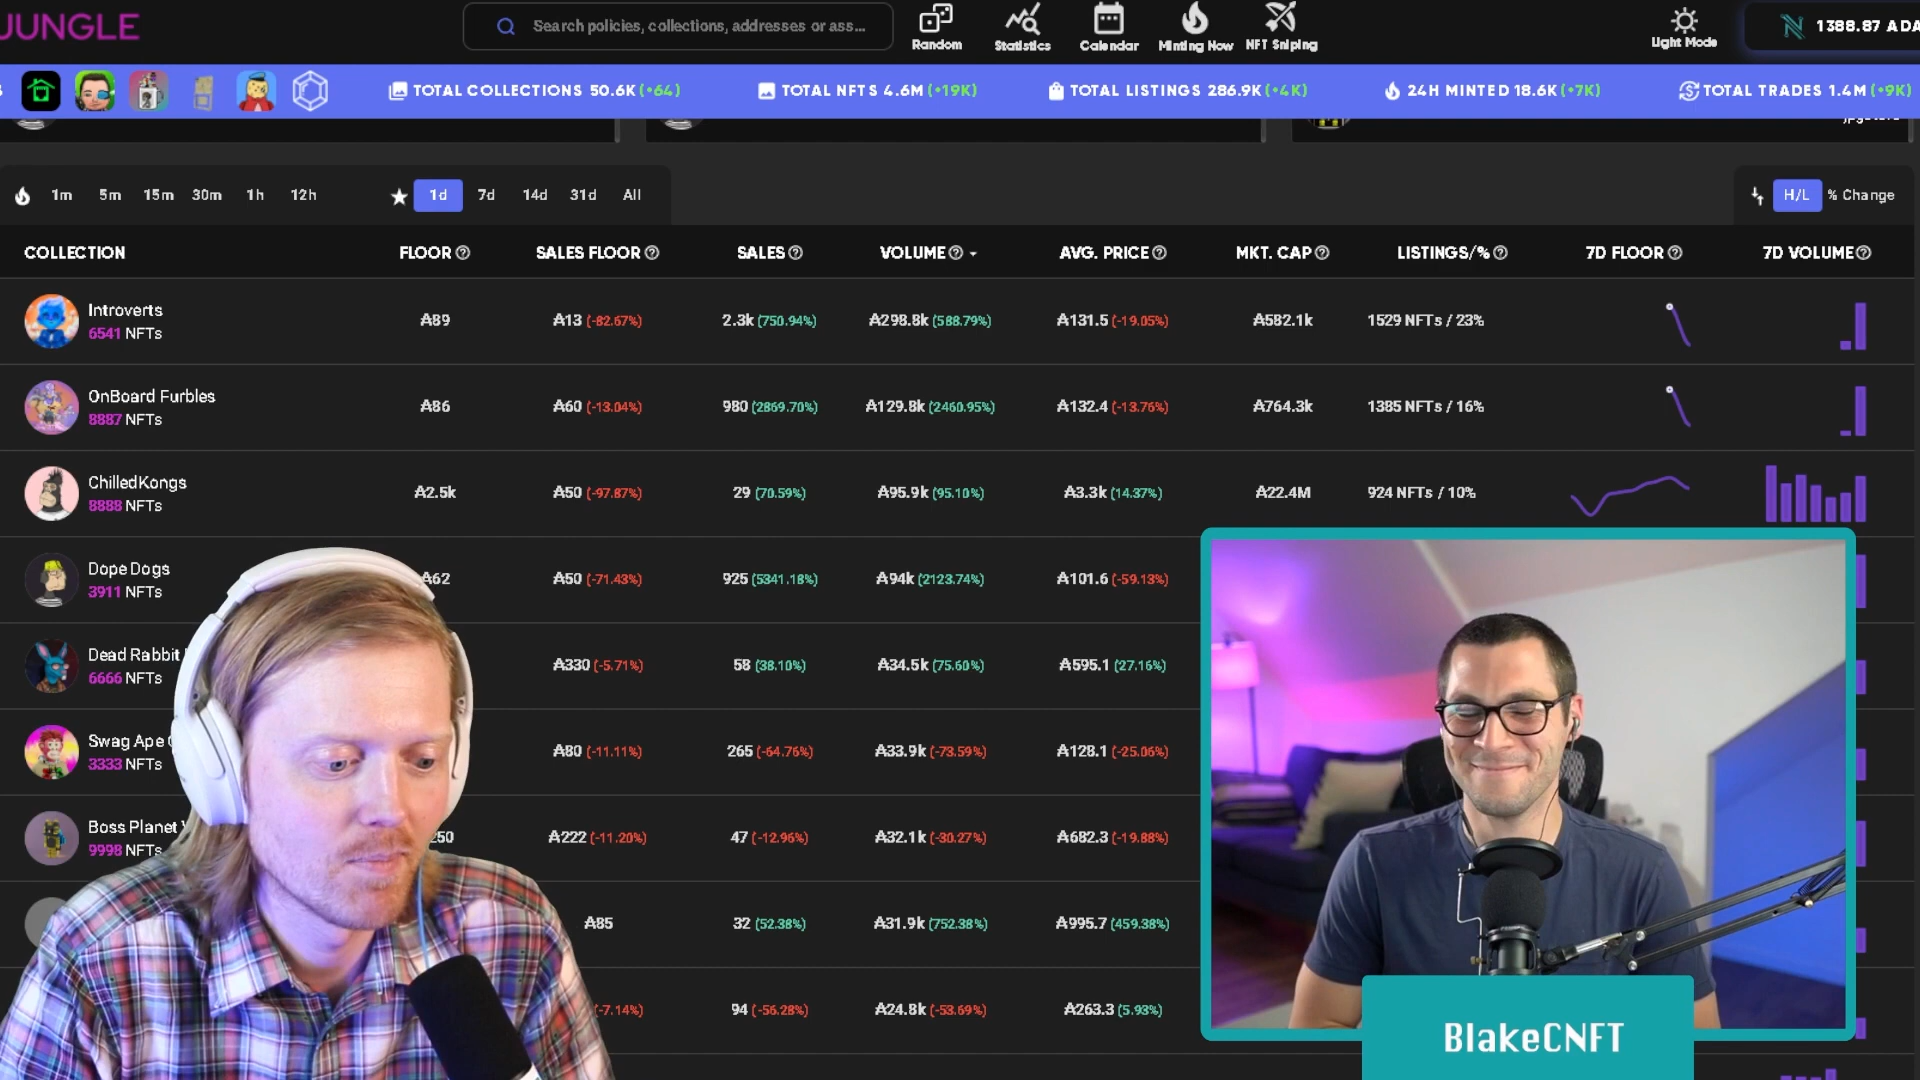 JUNGLE
Search policies, collections, addresses or ass...
Random
Statistics
Calendar
Minting Now
NFT Sniping
Light Mode
1388.87 ADA
TOTAL COLLECTIONS 50.6K (+64)
TOTAL NFTS 4.6M (+19K)
TOTAL LISTINGS 286.9K (+4K)
24H MINTED 18.6K (+7K)
TOTAL TRADES 1.4M (+9K)
1m 5m 15m 30m 1h 12h
1d 7d 14d 31d All
H/L % Change
COLLECTION FLOOR SALES FLOOR SALES VOLUME AVG. PRICE MKT. CAP LISTINGS/% 7D FLOOR 7D VOLUME
Introverts
6541 NFTs
₳89 ₳13 (-82.67%) 2.3k (750.94%) ₳298.8k (588.79%) ₳131.5 (-19.05%) ₳582.1k 1529 NFTs / 23%
OnBoard Furbles
8887 NFTs
₳86 ₳60 (-13.04%) 980 (2869.70%) ₳129.8k (2460.95%) ₳132.4 (-13.76%) ₳764.3k 1385 NFTs / 16%
ChilledKongs
8888 NFTs
₳2.5k ₳50 (-97.87%) 29 (70.59%) ₳95.9k (95.10%) ₳3.3k (14.37%) ₳22.4M 924 NFTs / 10%
Dope Dogs
3911 NFTs
₳62 ₳50 (-71.43%) 925 (5341.18%) ₳94k (2123.74%) ₳101.6 (-59.13%)
Dead Rabbit
6666 NFTs
₳330 (-5.71%) 58 (38.10%) ₳34.5k (75.60%) ₳595.1 (27.16%)
Swag Ape
3333 NFTs
₳80 (-11.11%) 265 (-64.76%) ₳33.9k (-73.59%) ₳128.1 (-25.06%)
Boss Planet
9998 NFTs
250 ₳222 (-11.20%) 47 (-12.96%) ₳32.1k (-30.27%) ₳682.3 (-19.88%)
₳85 32 (52.38%) ₳31.9k (752.38%) ₳995.7 (459.38%)
(-7.14%) 94 (-56.28%) ₳24.8k (-53.69%) ₳263.3 (5.93%)
BlakeCNFT